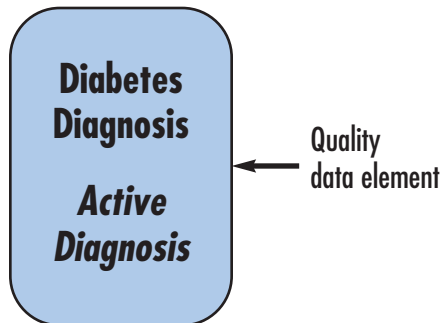 Diabetes
Diagnosis
Active
Diagnosis
Quality
data element